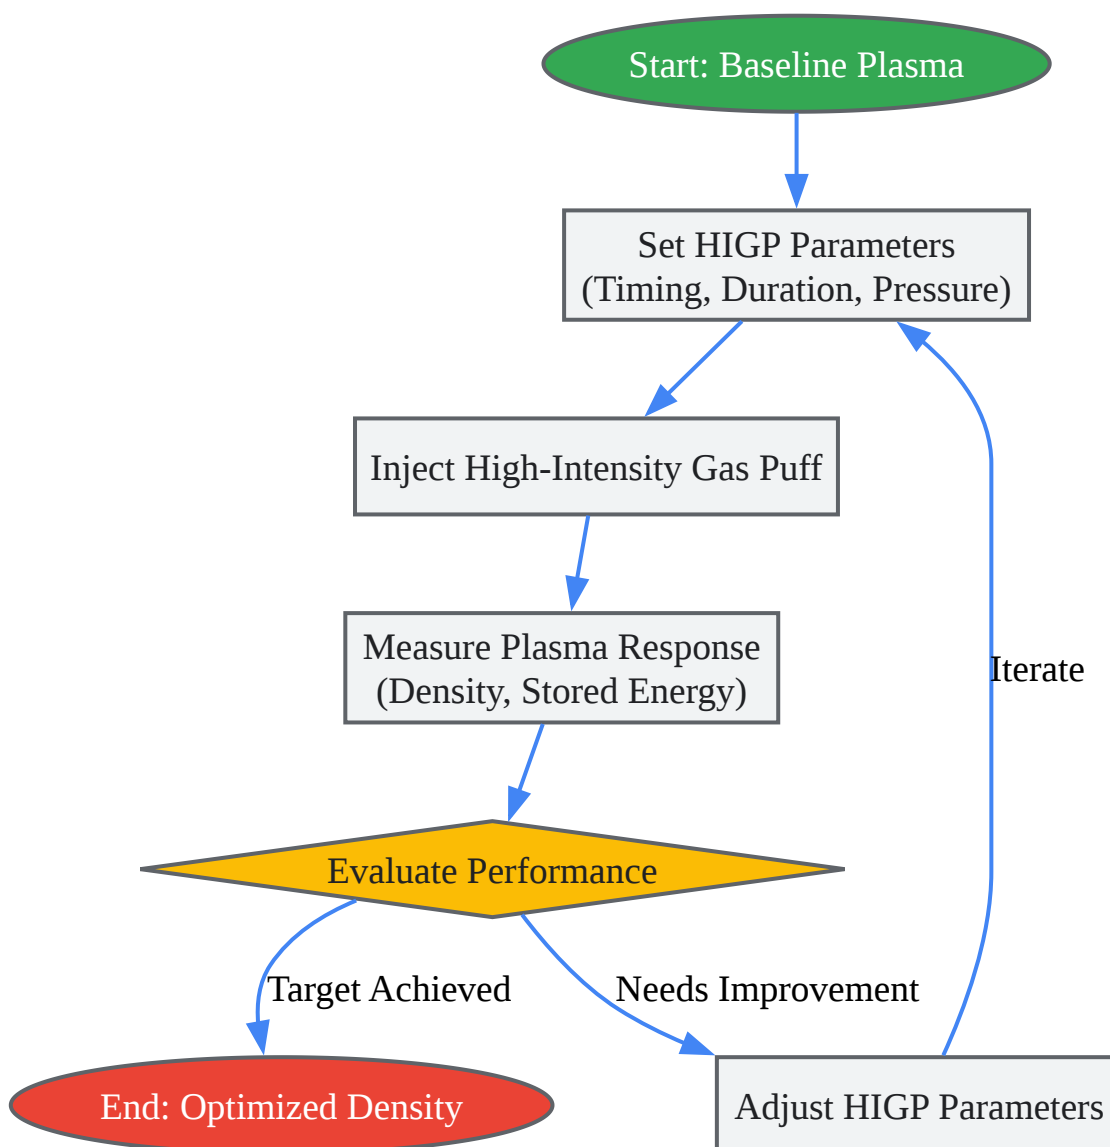 Start: Baseline Plasma
Set HIGP Parameters
(Timing, Duration, Pressure)
Inject High-Intensity Gas Puff
Measure Plasma Response
(Density, Stored Energy)
Iterate
Evaluate Performance
Target Achieved
Needs Improvement
End: Optimized Density
Adjust HIGP Parameters